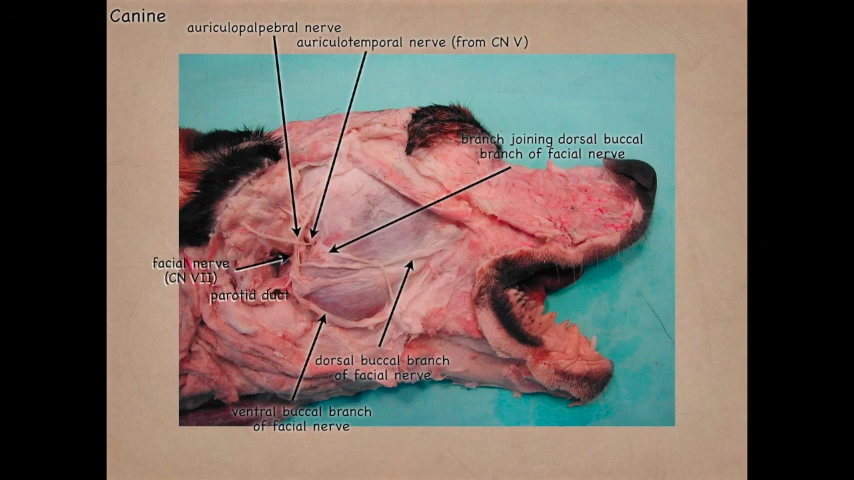 Canine
auriculopalpebral nerve
auriculotemporal nerve (from CN V)
branch joining dorsal buccal
branch of facial nerve
facial nerve
(CN VII)
parotid duct
dorsal buccal branch
of facial nerve
ventral buccal branch
of facial nerve